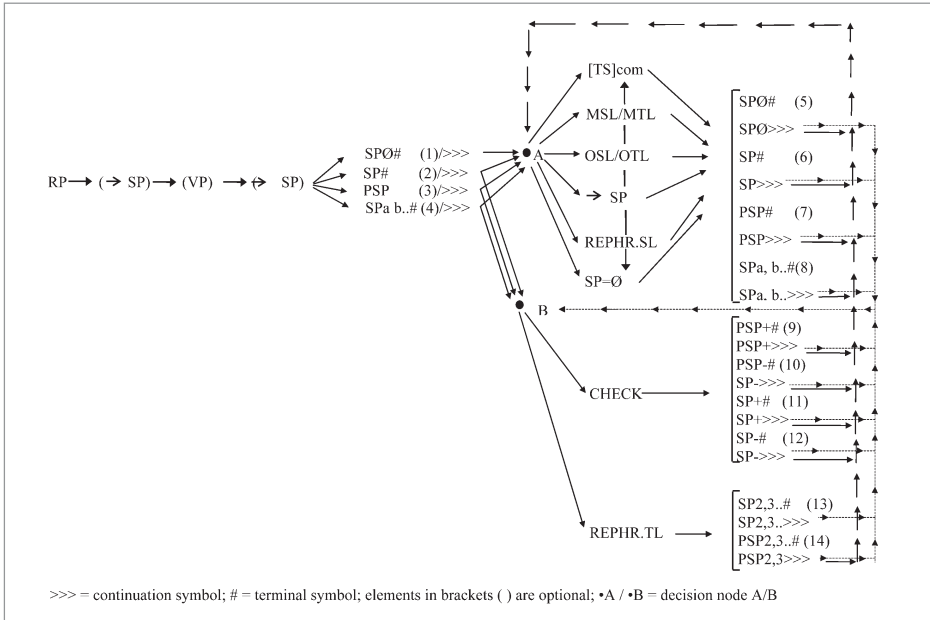 [TS]com
SPØ# (5)
MSL/MTL
SPØ>>>
SPØ# (1)/>>>
A
OSL/OTL
SP# (6)
SP# (2)/>>>
RP ( SP) (VP) ( SP)
SP>>>
PSP (3)/>>>
SP
SPa b..# (4)/>>>
PSP# (7)
REPHR.SL
PSP>>>
SPa, b..#(8)
SP=Ø
SPa, b..>>>
B
PSP+# (9)
PSP+>>>
PSP-# (10)
SP->>>
CHECK
SP+# (11)
SP+>>>
SP-# (12)
SP->>>
SP2,3..# (13)
SP2,3..>>>
REPHR.TL
PSP2,3..# (14)
PSP2,3>>>
>>> = continuation symbol; # = terminal symbol; elements in brackets ( ) are optional; •A / •B = decision node A/B